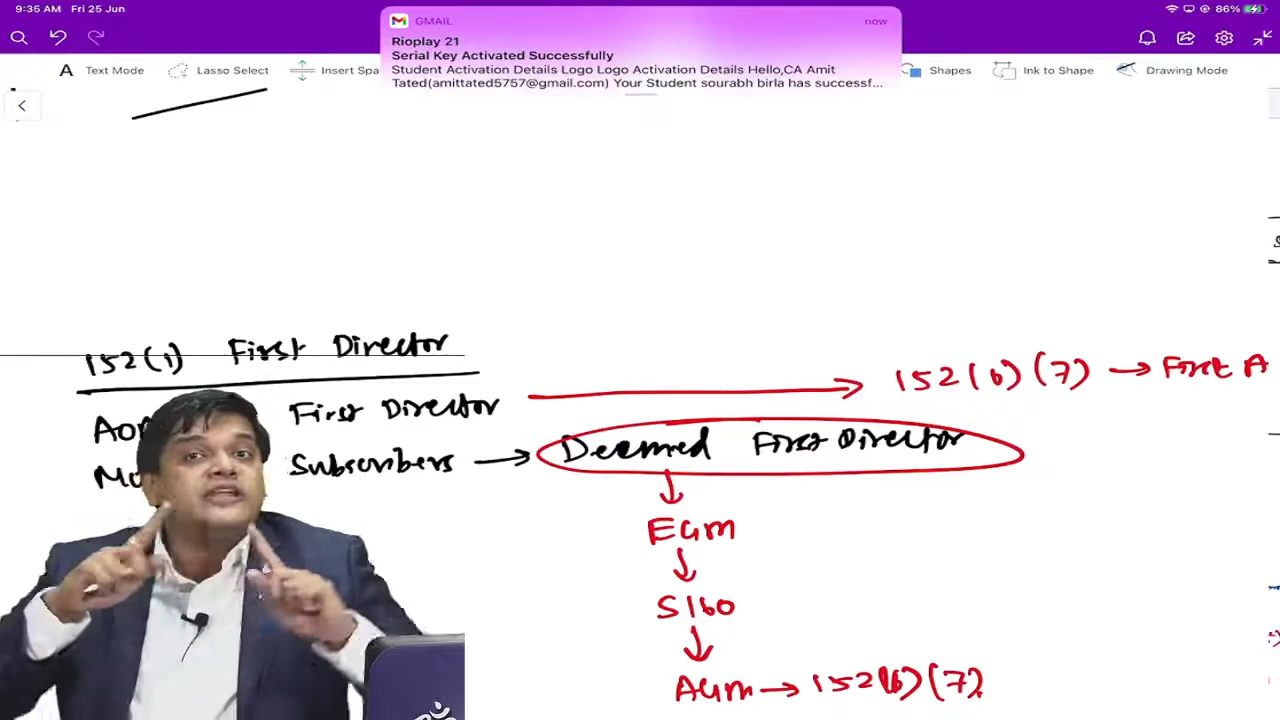 9:35 AM Fri 25 Jun
86%
GMAIL
now
Rioplay 21
Serial Key Activated Successfully
Student Activation Details Logo Logo Activation Details Hello,CA Amit
Tated(amittated5757@gmail.com) Your Student sourabh birla has successf...
Text Mode
Lasso Select
Insert Spa
Shapes
Ink to Shape
Drawing Mode
152(1) First Director
152(6)(7) → First A
AoA First Director
Subscribers → Deemed First Director
EGM
S160
AGM → 152(6)(7)